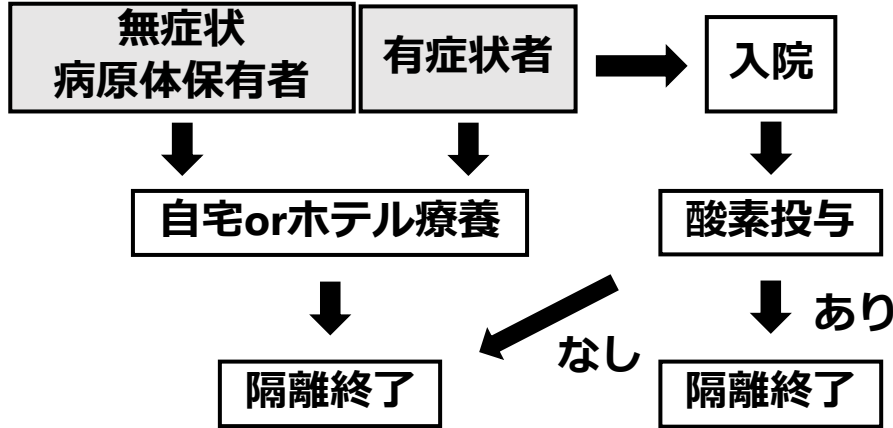 無症状
病原体保有者
有症状者
入院
自宅orホテル療養
酸素投与
あり
なし
隔離終了
隔離終了